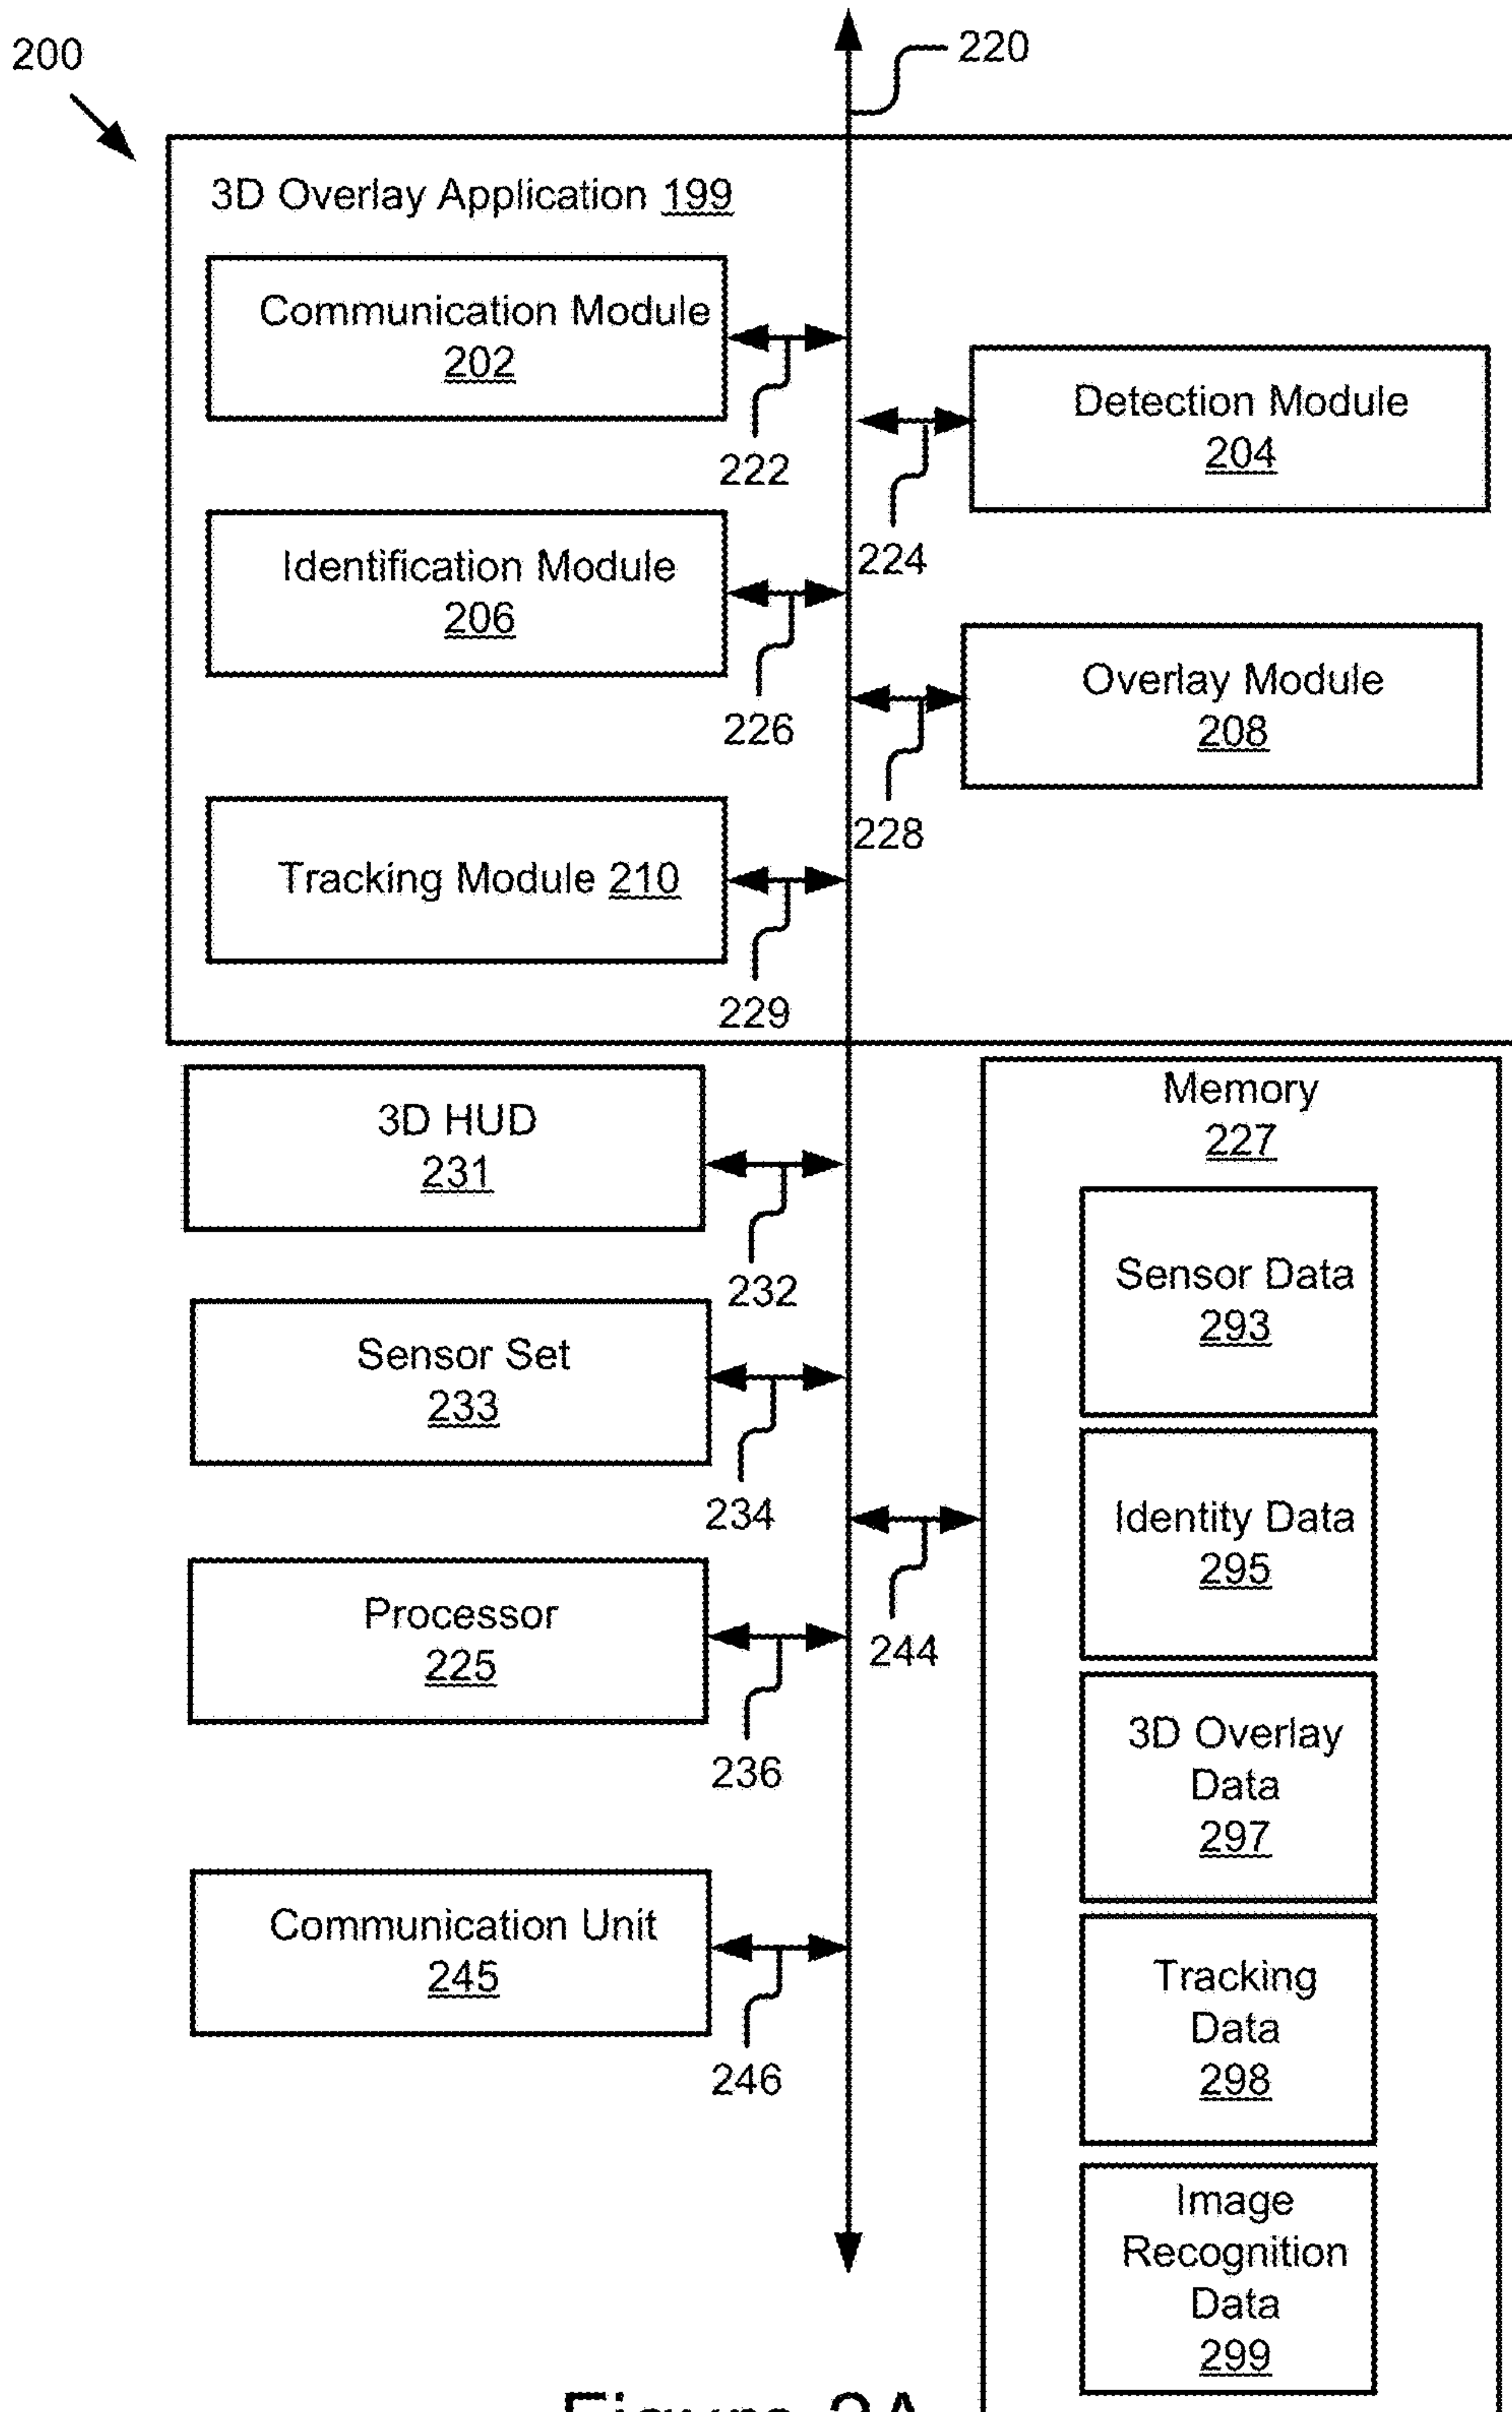 200
220
3D Overlay Application 199
Communication Module
202
222
Detection Module
204
224
Identification Module
206
226
Overlay Module
208
228
Tracking Module 210
229
3D HUD
231
232
Sensor Set
233
234
Processor
225
236
Communication Unit
245
246
244
Memory
227
Sensor Data
293
Identity Data
295
3D Overlay
Data
297
Tracking
Data
298
Image
Recognition
Data
299
Figure 2A